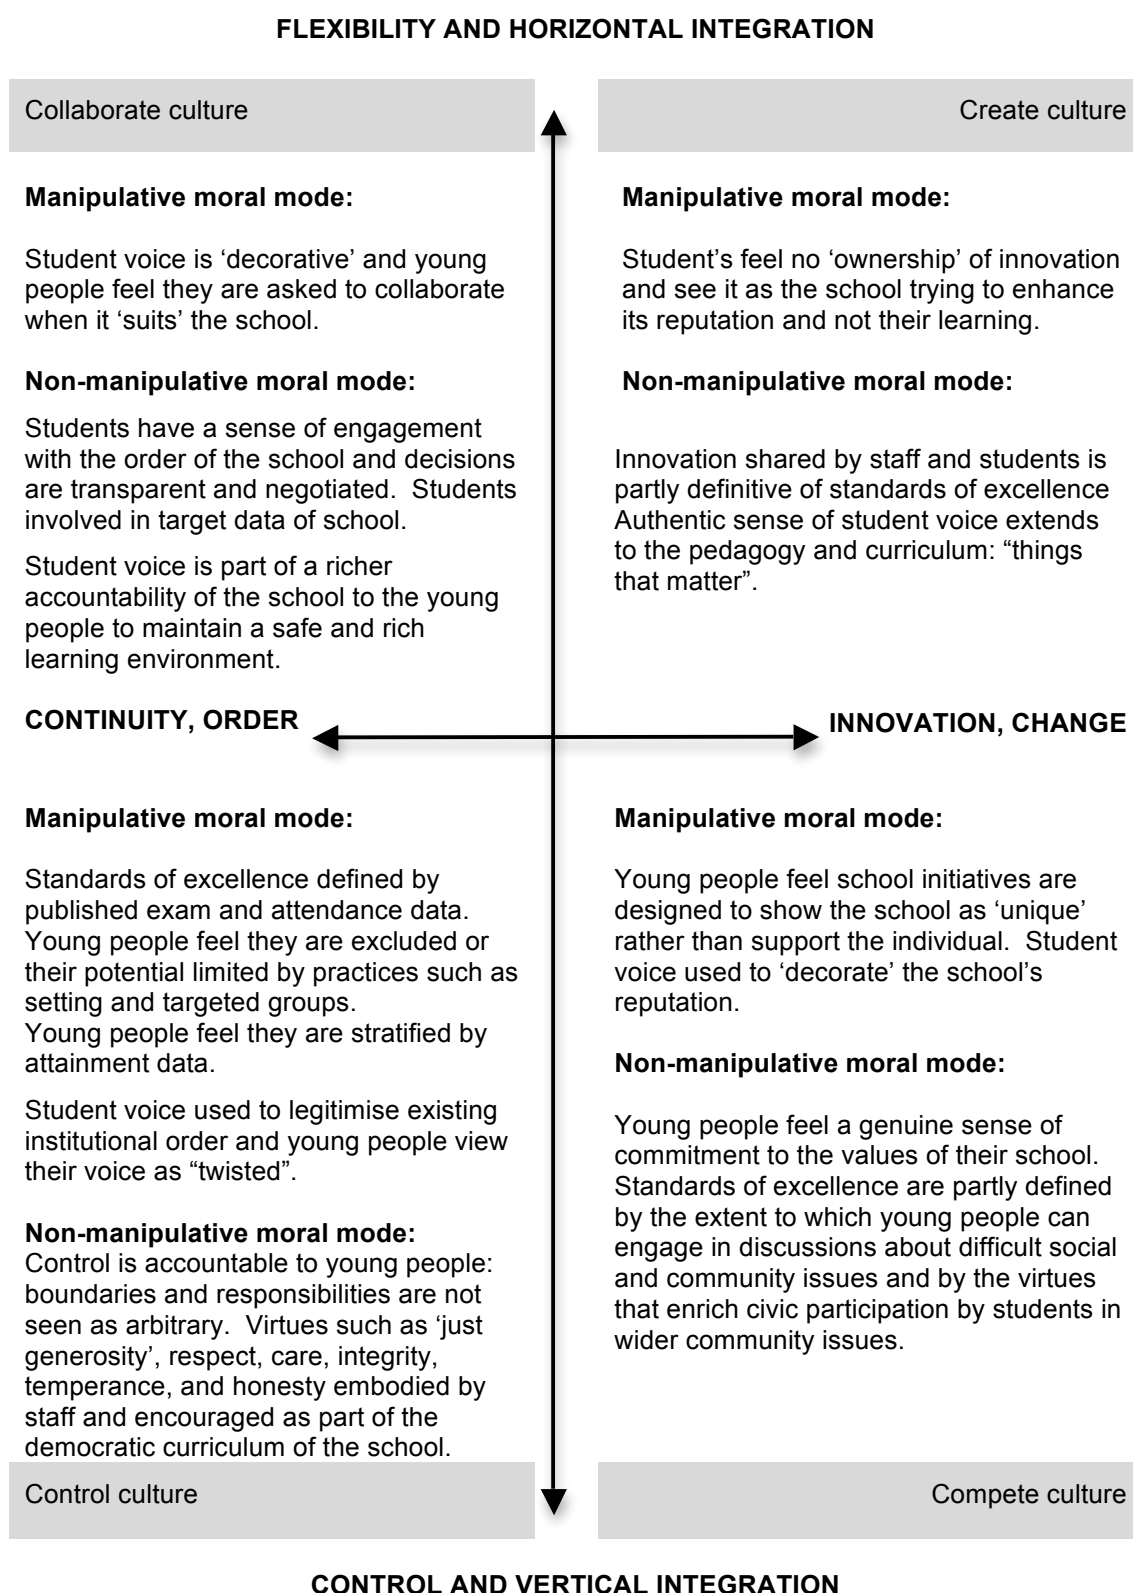 FLEXIBILITY AND HORIZONTAL INTEGRATION
Collaborate culture
Create culture
Manipulative moral mode:
Student voice is ‘decorative’ and young
people feel they are asked to collaborate
when it ‘suits’ the school.
Non-manipulative moral mode:
Students have a sense of engagement
with the order of the school and decisions
are transparent and negotiated.  Students
involved in target data of school.
Student voice is part of a richer
accountability of the school to the young
people to maintain a safe and rich
learning environment.
Manipulative moral mode:
Student’s feel no ‘ownership’ of innovation
and see it as the school trying to enhance
its reputation and not their learning.
Non-manipulative moral mode:
Innovation shared by staff and students is
partly definitive of standards of excellence
Authentic sense of student voice extends
to the pedagogy and curriculum: “things
that matter”.
CONTINUITY, ORDER
INNOVATION, CHANGE
Manipulative moral mode:
Standards of excellence defined by
published exam and attendance data.
Young people feel they are excluded or
their potential limited by practices such as
setting and targeted groups.
Young people feel they are stratified by
attainment data.
Student voice used to legitimise existing
institutional order and young people view
their voice as “twisted”.
Non-manipulative moral mode:
Control is accountable to young people:
boundaries and responsibilities are not
seen as arbitrary.  Virtues such as ‘just
generosity’, respect, care, integrity,
temperance, and honesty embodied by
staff and encouraged as part of the
democratic curriculum of the school.
Manipulative moral mode:
Young people feel school initiatives are
designed to show the school as ‘unique’
rather than support the individual.  Student
voice used to ‘decorate’ the school’s
reputation.
Non-manipulative moral mode:
Young people feel a genuine sense of
commitment to the values of their school.
Standards of excellence are partly defined
by the extent to which young people can
engage in discussions about difficult social
and community issues and by the virtues
that enrich civic participation by students in
wider community issues.
Control culture
Compete culture
CONTROL AND VERTICAL INTEGRATION